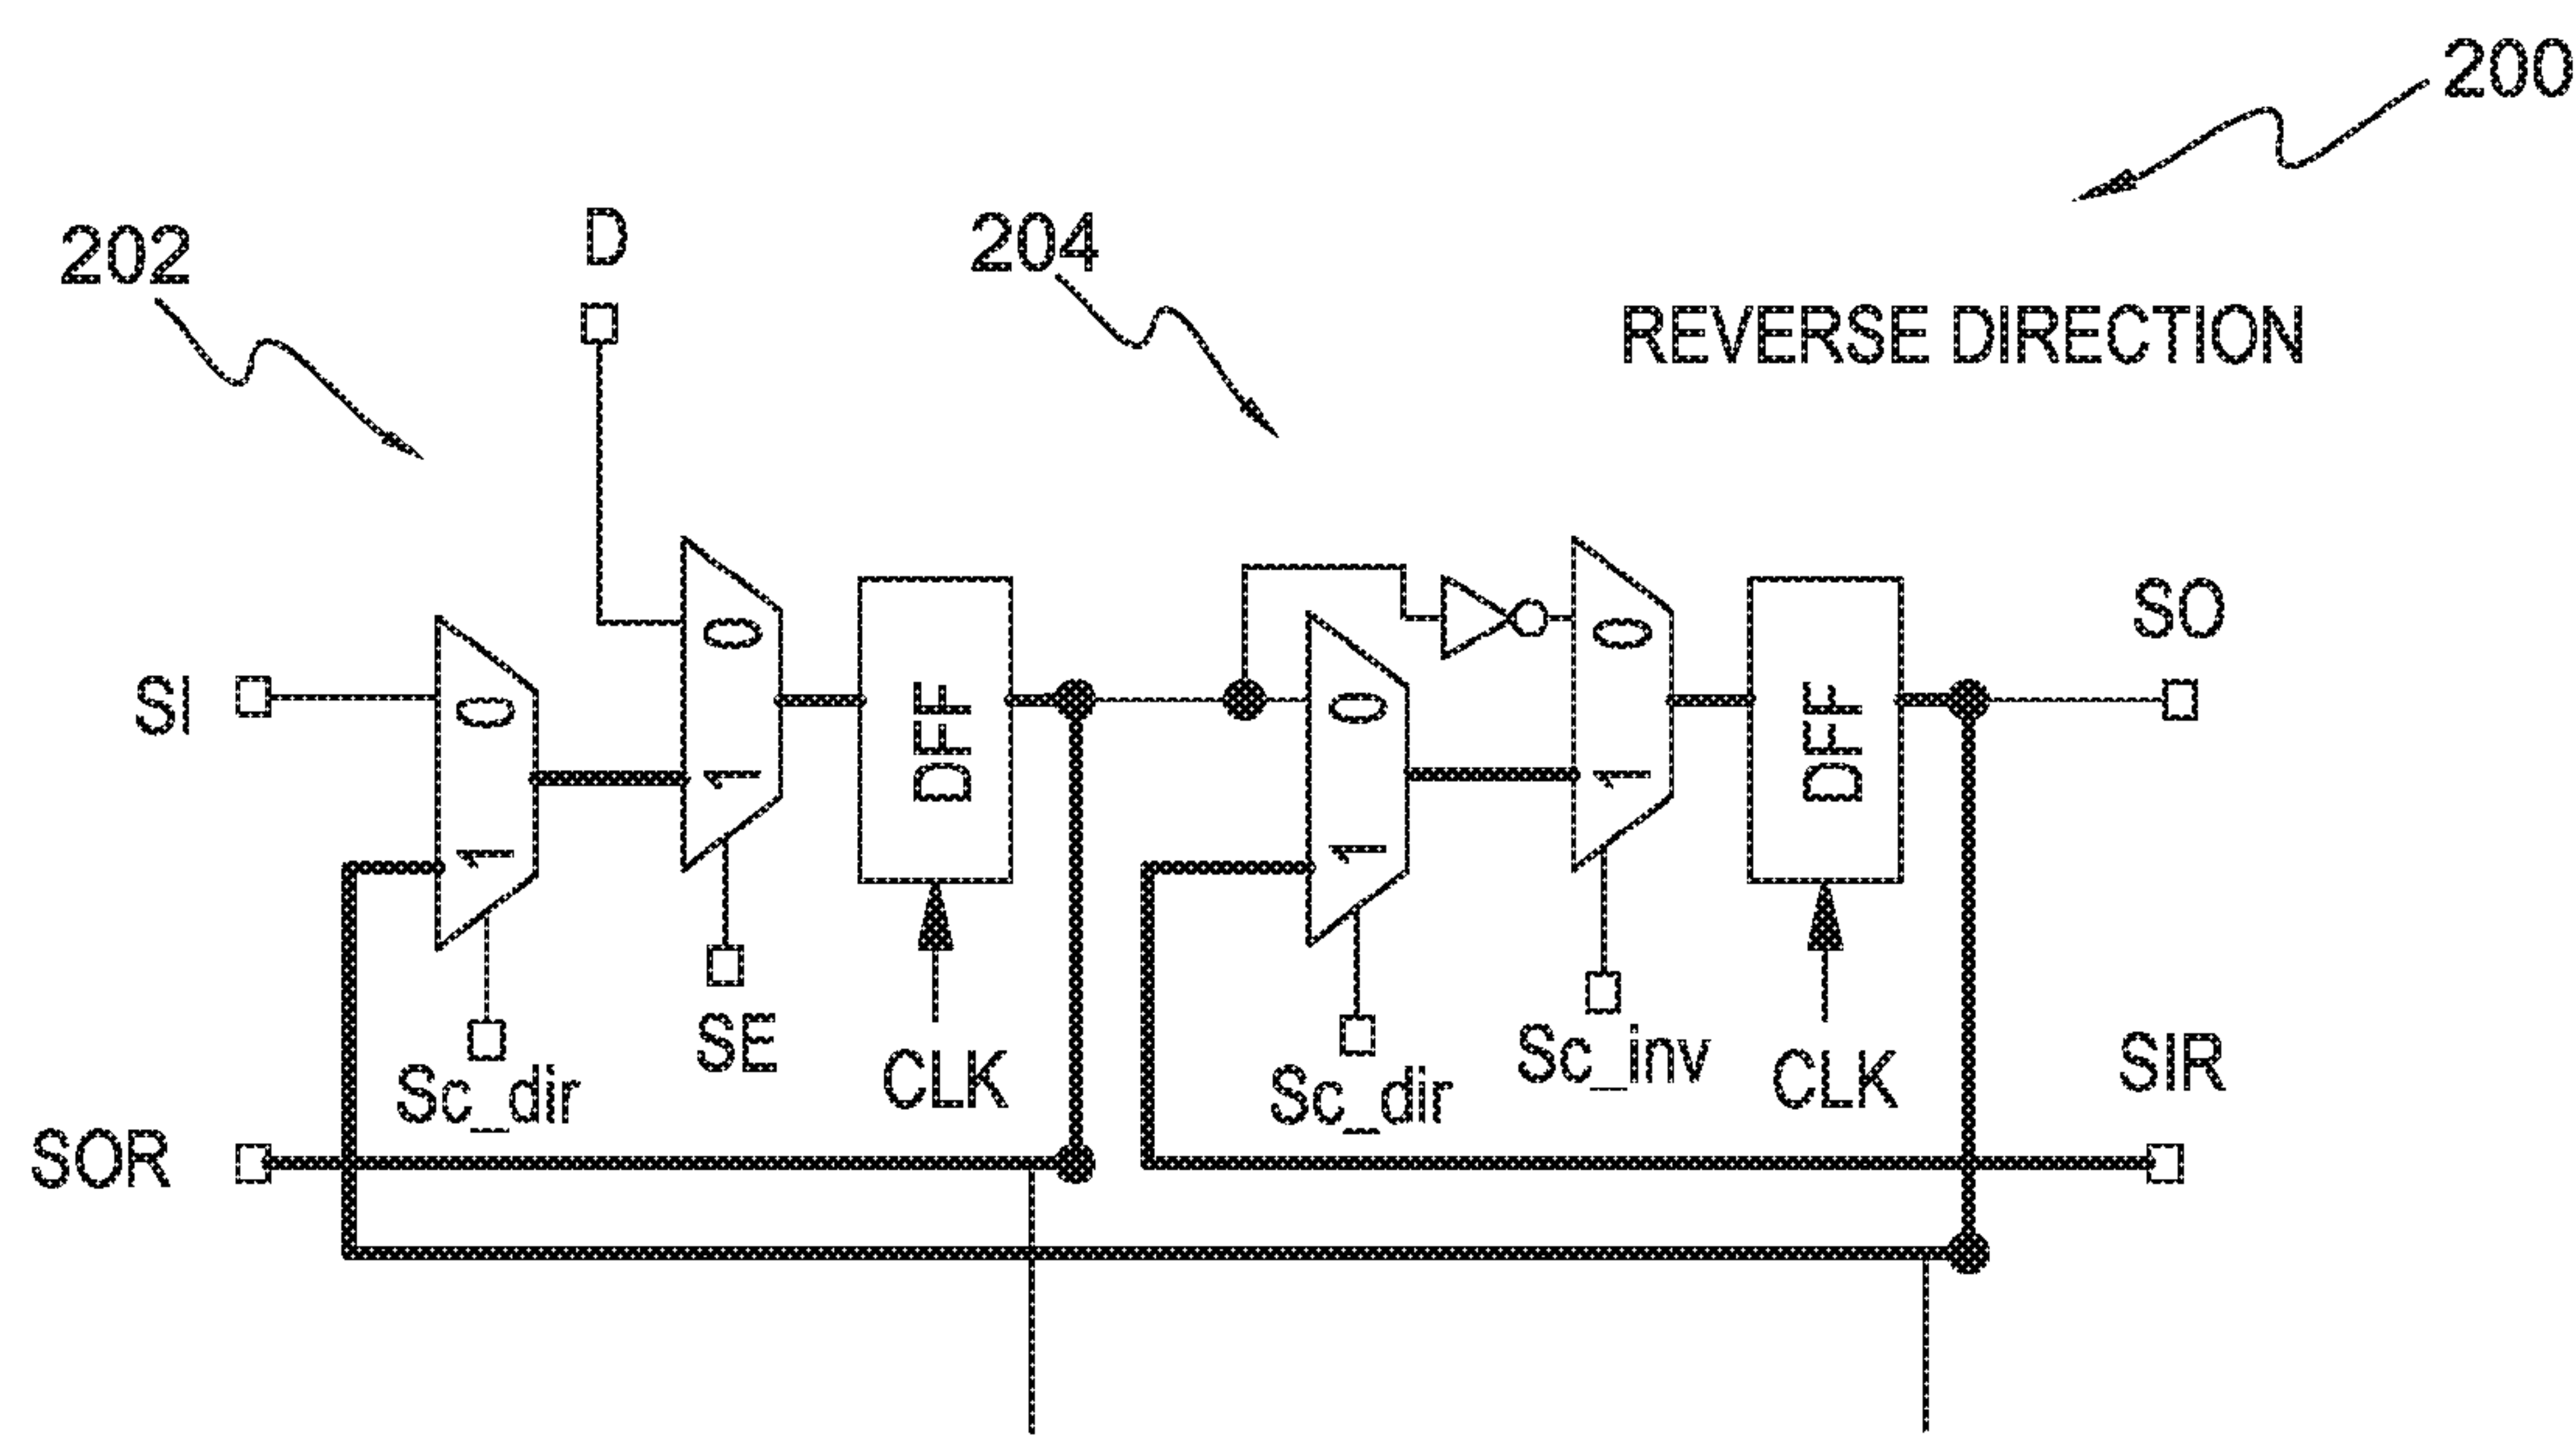 200
202
D
204
REVERSE DIRECTION
SI
0
1
0
1
DFF
0
1
0
1
DFF
SO
Sc_dir
SE
CLK
Sc_dir
Sc_inv
CLK
SIR
SOR